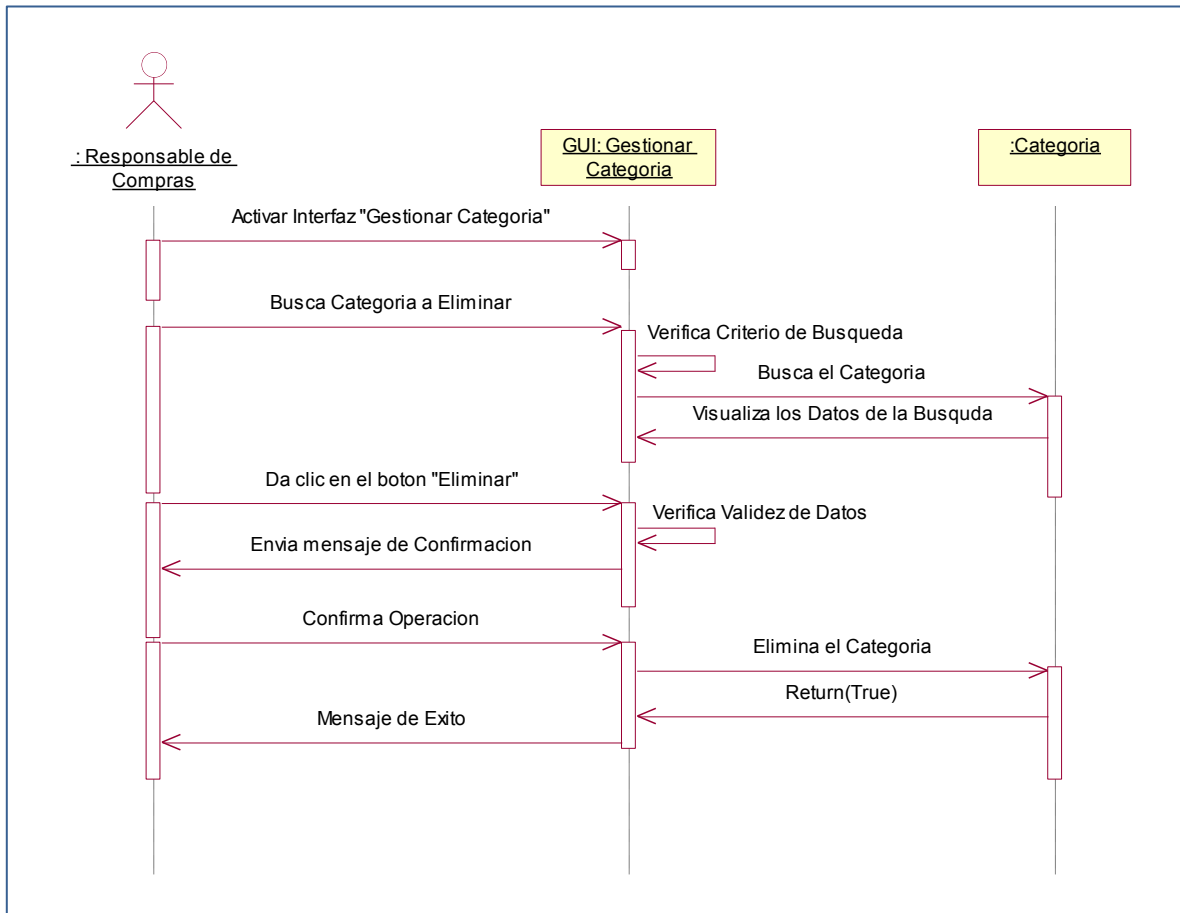 : Responsable de
Compras
GUI: Gestionar
Categoria
:Categoria
Activar Interfaz "Gestionar Categoria"
Busca Categoria a Eliminar
Verifica Criterio de Busqueda
Busca el Categoria
Visualiza los Datos de la Busquda
Da clic en el boton "Eliminar"
Verifica Validez de Datos
Envia mensaje de Confirmacion
Confirma Operacion
Elimina el Categoria
Return(True)
Mensaje de Exito